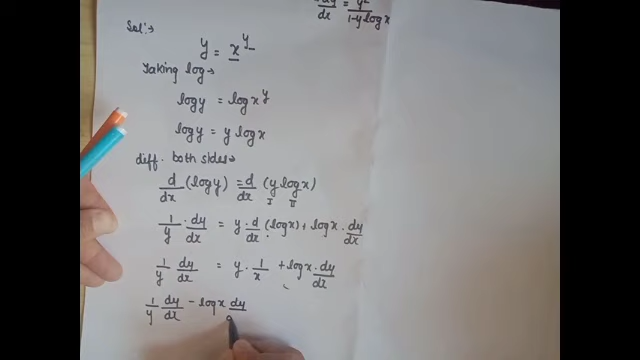 x dy/dx = y²/(1-y log x)
Sol:→
y = x^y
Taking log→
log y = log x^y
log y = y log x
diff. both sides→
d/dx (log y) = d/dx (y log x)
I II
1/y . dy/dx = y . d/dx (log x) + log x . dy/dx
1/y dy/dx = y . 1/x + log x . dy/dx
1/y dy/dx - log x dy